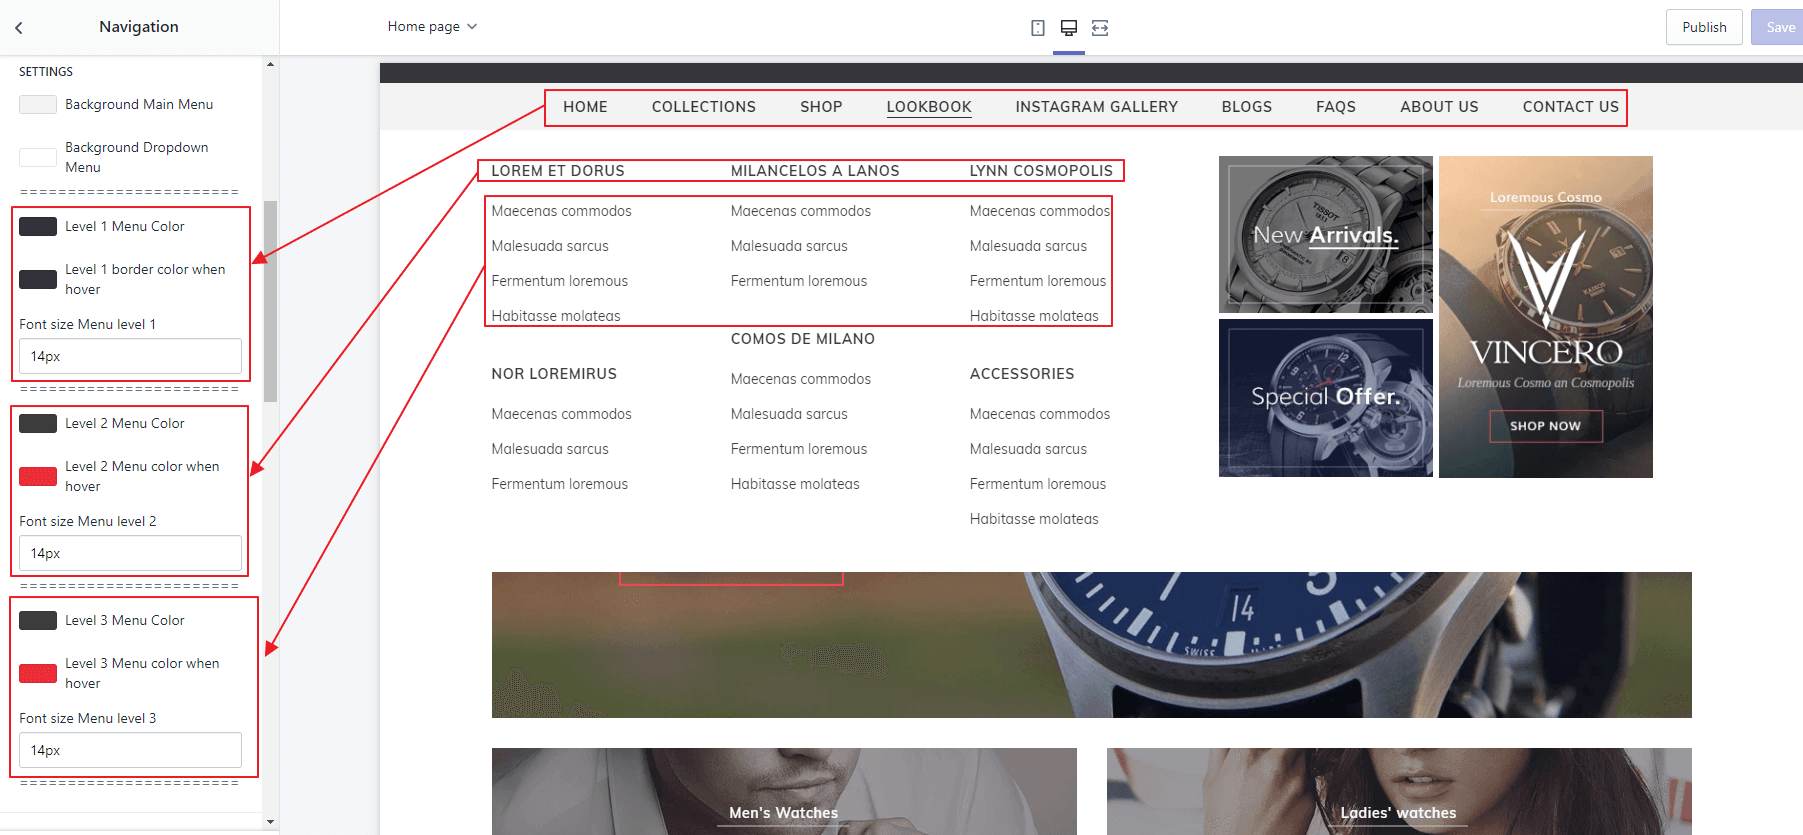 Navigation
Home page
Publish
Save
SETTINGS
Background Main Menu
Background Dropdown
Menu
======================
Level 1 Menu Color
Level 1 border color when
hover
Font size Menu level 1
14px
======================
Level 2 Menu Color
Level 2 Menu color when
hover
Font size Menu level 2
14px
======================
Level 3 Menu Color
Level 3 Menu color when
hover
Font size Menu level 3
14px
======================
HOME COLLECTIONS SHOP LOOKBOOK INSTAGRAM GALLERY BLOGS FAQS ABOUT US CONTACT US
LOREM ET DORUS
Maecenas commodos
Malesuada sarcus
Fermentum loremous
Habitasse molateas
MILANCELOS A LANOS
Maecenas commodos
Malesuada sarcus
Fermentum loremous
LYNN COSMOPOLIS
Maecenas commodos
Malesuada sarcus
Fermentum loremous
Habitasse molateas
NOR LOREMIRUS
Maecenas commodos
Malesuada sarcus
Fermentum loremous
COMOS DE MILANO
Maecenas commodos
Malesuada sarcus
Fermentum loremous
Habitasse molateas
ACCESSORIES
Maecenas commodos
Malesuada sarcus
Fermentum loremous
Habitasse molateas
TISSOT
1853
New Arrivals.
Special Offer.
Loremous Cosmo
KAIROS
VINCERO
Loremous Cosmo an Cosmopolis
SHOP NOW
14
5
SWISS
Men's Watches
Ladies' watches